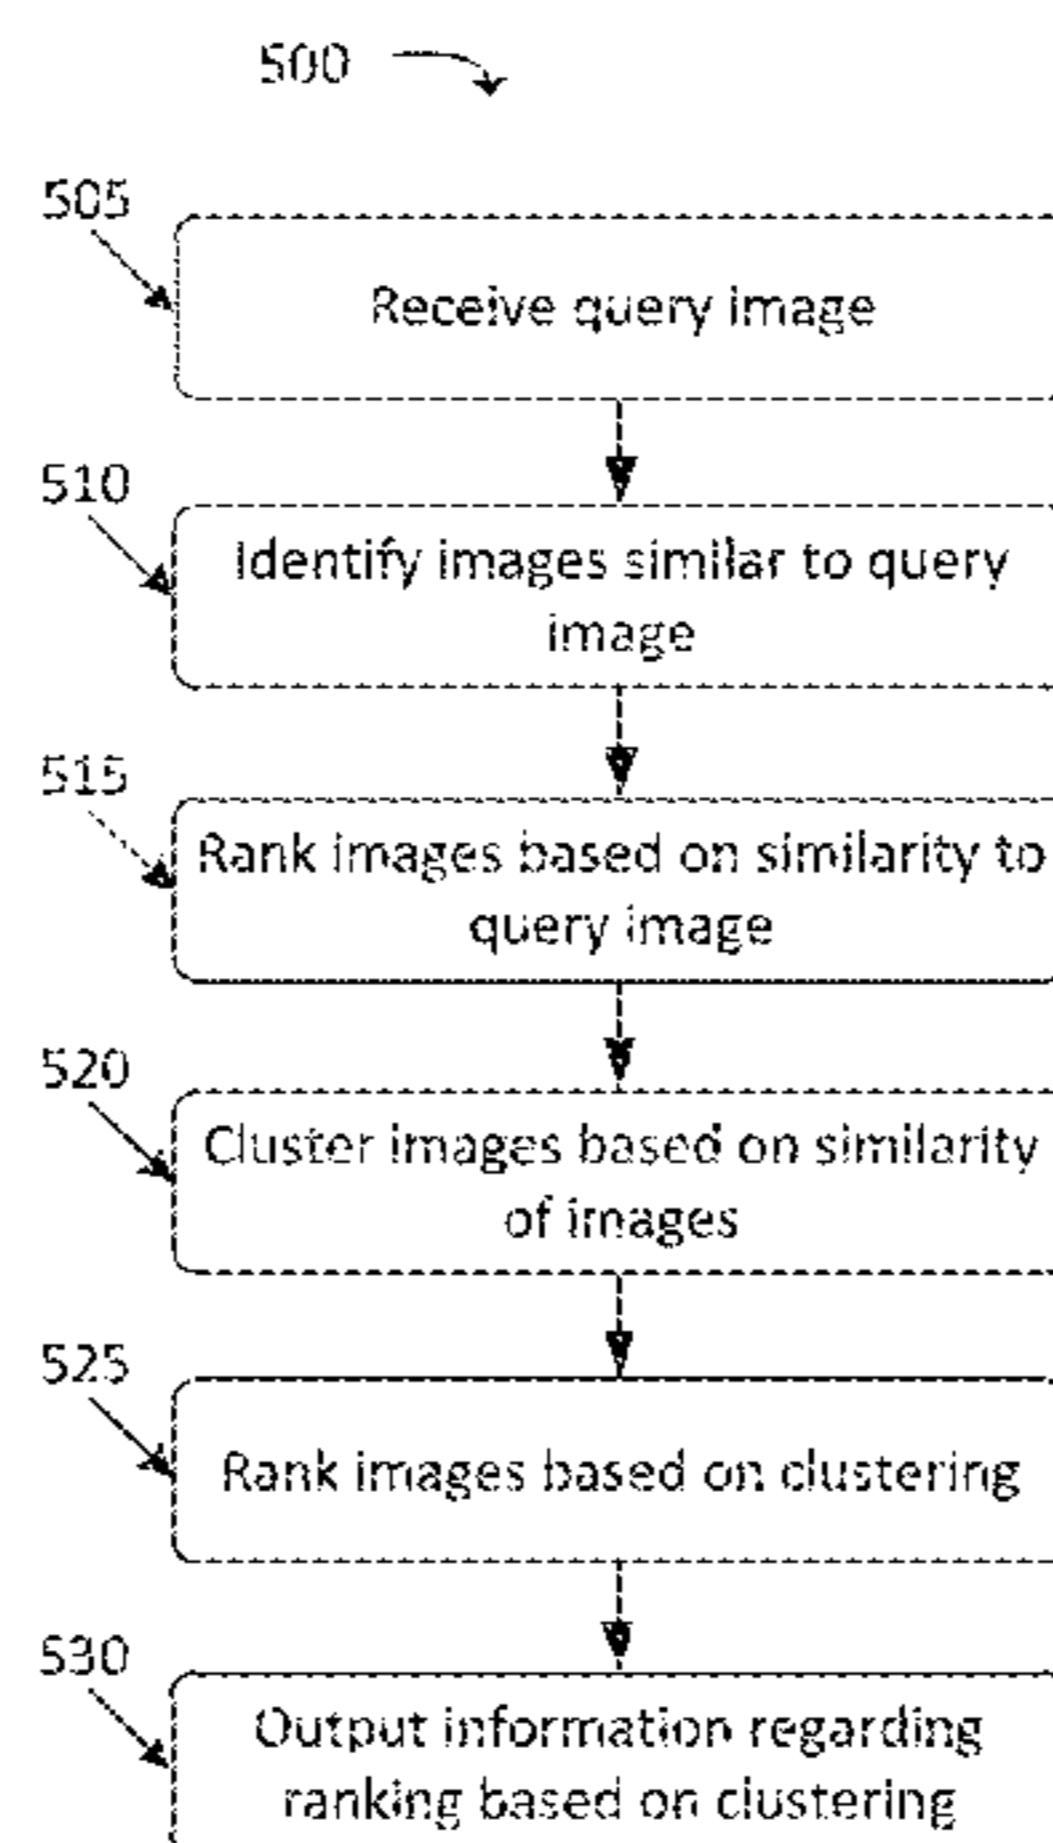 500
505
Receive query image
510
Identify images similar to query
image
515
Rank images based on similarity to
query image
520
Cluster images based on similarity
of images
525
Rank images based on clustering
530
Output information regarding
ranking based on clustering